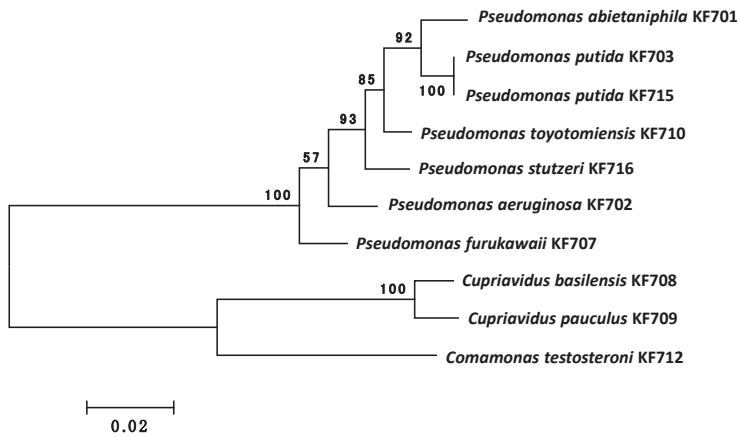 Pseudomonas abietaniphila KF701
92
Pseudomonas putida KF703
85
100
Pseudomonas putida KF715
93
Pseudomonas toyotomiensis KF710
57
Pseudomonas stutzeri KF716
100
Pseudomonas aeruginosa KF702
Pseudomonas furukawaii KF707
100
Cupriavidus basilensis KF708
Cupriavidus pauculus KF709
Comamonas testosteroni KF712
0.02